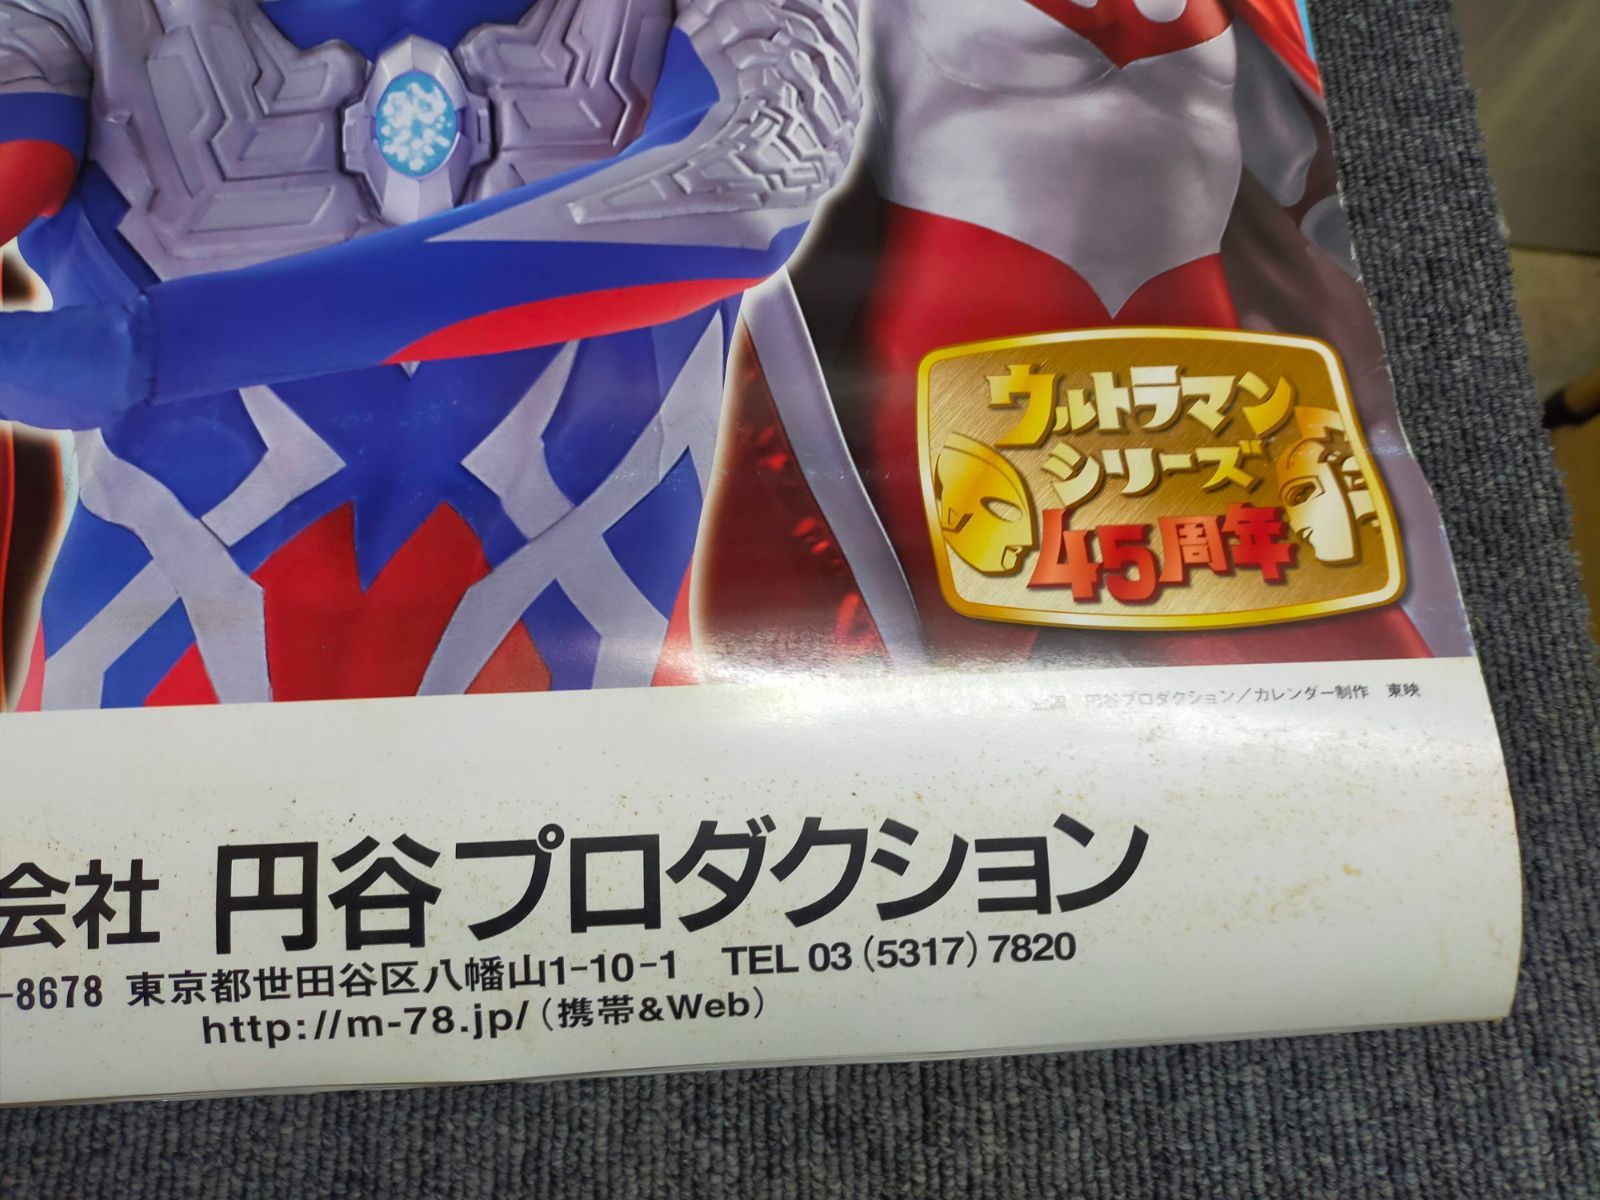 ウルトラマン
シリーズ
45周年
円谷プロダクション／カレンダー制作　東映
会社 円谷プロダクション
-8678 東京都世田谷区八幡山1-10-1　TEL 03(5317)7820
http://m-78.jp/(携帯&Web)